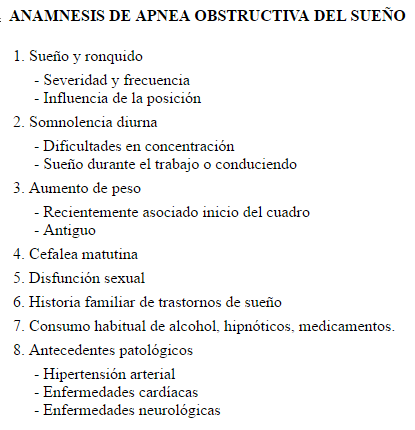 . ANAMNESIS DE APNEA OBSTRUCTIVA DEL SUEÑO
1. Sueño y ronquido
- Severidad y frecuencia
- Influencia de la posición
2. Somnolencia diurna
- Dificultades en concentración
- Sueño durante el trabajo o conduciendo
3. Aumento de peso
- Recientemente asociado inicio del cuadro
- Antiguo
4. Cefalea matutina
5. Disfunción sexual
6. Historia familiar de trastornos de sueño
7. Consumo habitual de alcohol, hipnóticos, medicamentos.
8. Antecedentes patológicos
- Hipertensión arterial
- Enfermedades cardíacas
- Enfermedades neurológicas